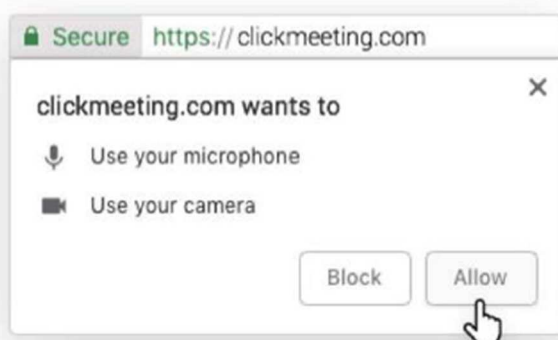 Secure https://clickmeeting.com
clickmeeting.com wants to
Use your microphone
Use your camera
Block Allow